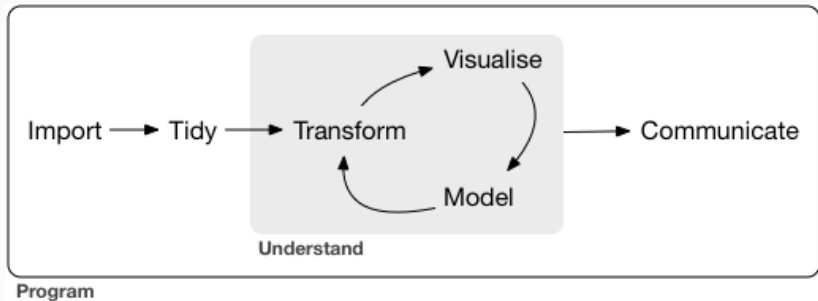 Visualise
Import Tidy Transform Communicate
Model
Understand
Program